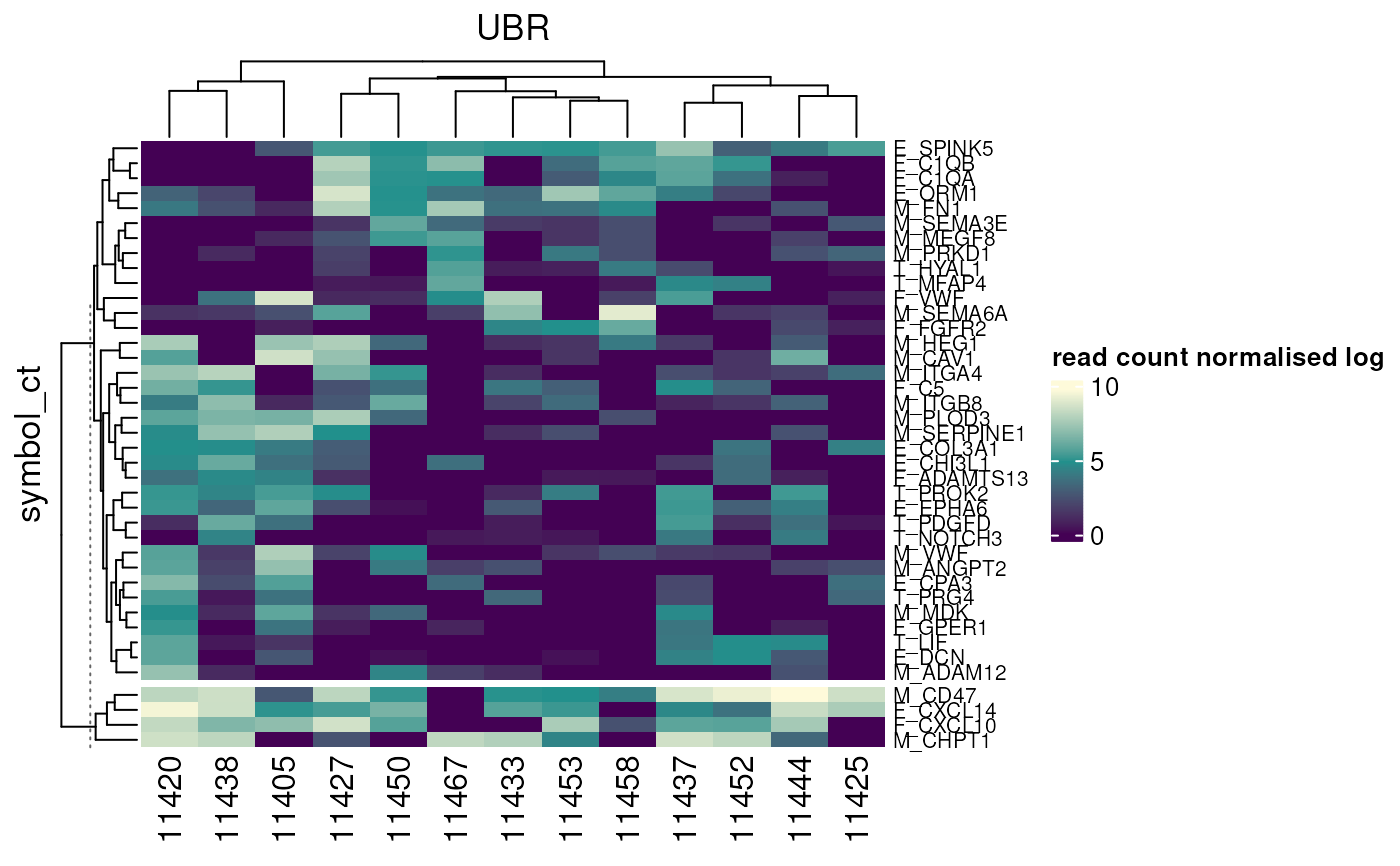 UBR
symbol_ct
E_SPINK5
E_C1QB
E_C1QA
E_ORM1
M_FN1
M_SEMA3E
M_MEGF8
M_PRKD1
T_HYAL1
T_MFAP4
E_VWF
M_SEMA6A
E_FGFR2
M_HEG1
M_CAV1
M_ITGA4
E_C5
M_ITGB8
M_PLOD3
M_SERPINE1
E_COL3A1
E_CHI3L1
E_ADAMTS13
T_PROK2
E_EPHA6
T_PDGFD
T_NOTCH3
M_VWF
M_ANGPT2
E_CPA3
T_PRG4
M_MDK
E_GPER1
T_LIF
E_DCN
M_ADAM12
M_CD47
E_CXCL14
E_CXCL10
M_CHPT1
11420
11438
11405
11427
11450
11467
11433
11453
11458
11437
11452
11444
11425
read count normalised log
10
5
0